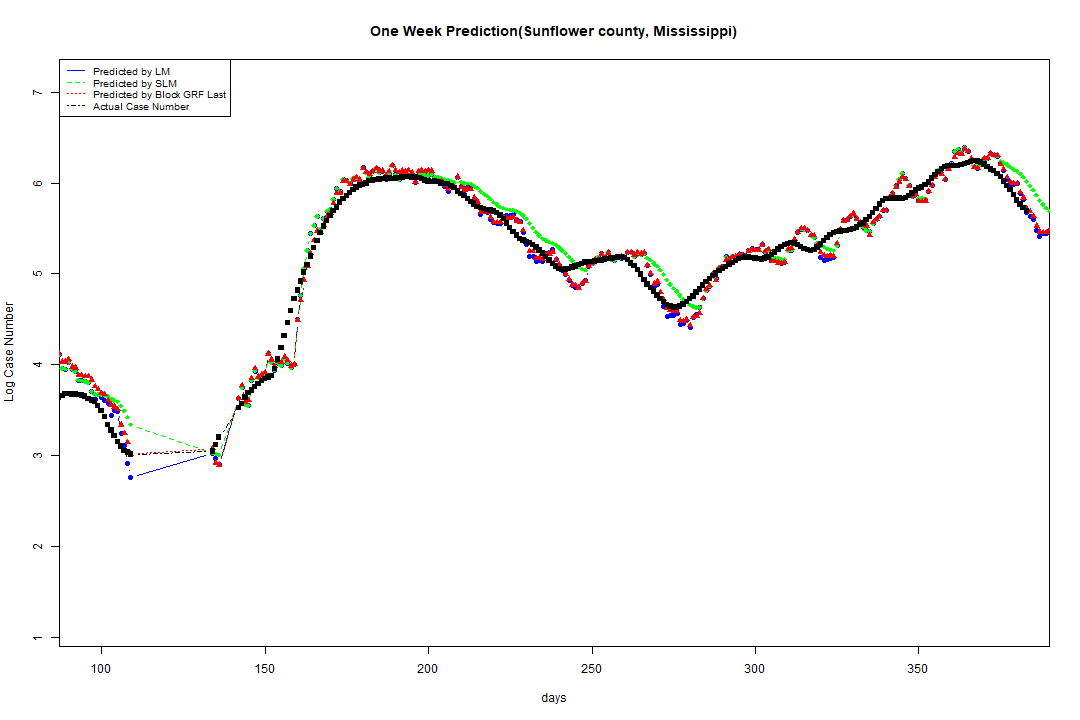 One Week Prediction(Sunflower county, Mississippi)
Predicted by LM
Predicted by SLM
Predicted by Block GRF Last
Actual Case Number
7
6
5
4
3
2
1
Log Case Number
100 150 200 250 300 350
days